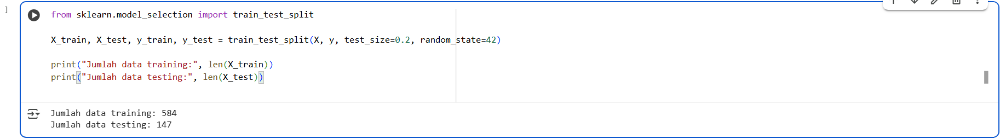 ]
from sklearn.model_selection import train_test_split
X_train, X_test, y_train, y_test = train_test_split(X, y, test_size=0.2, random_state=42)
print("Jumlah data training:", len(X_train))
print("Jumlah data testing:", len(X_test))
Jumlah data training: 584
Jumlah data testing: 147